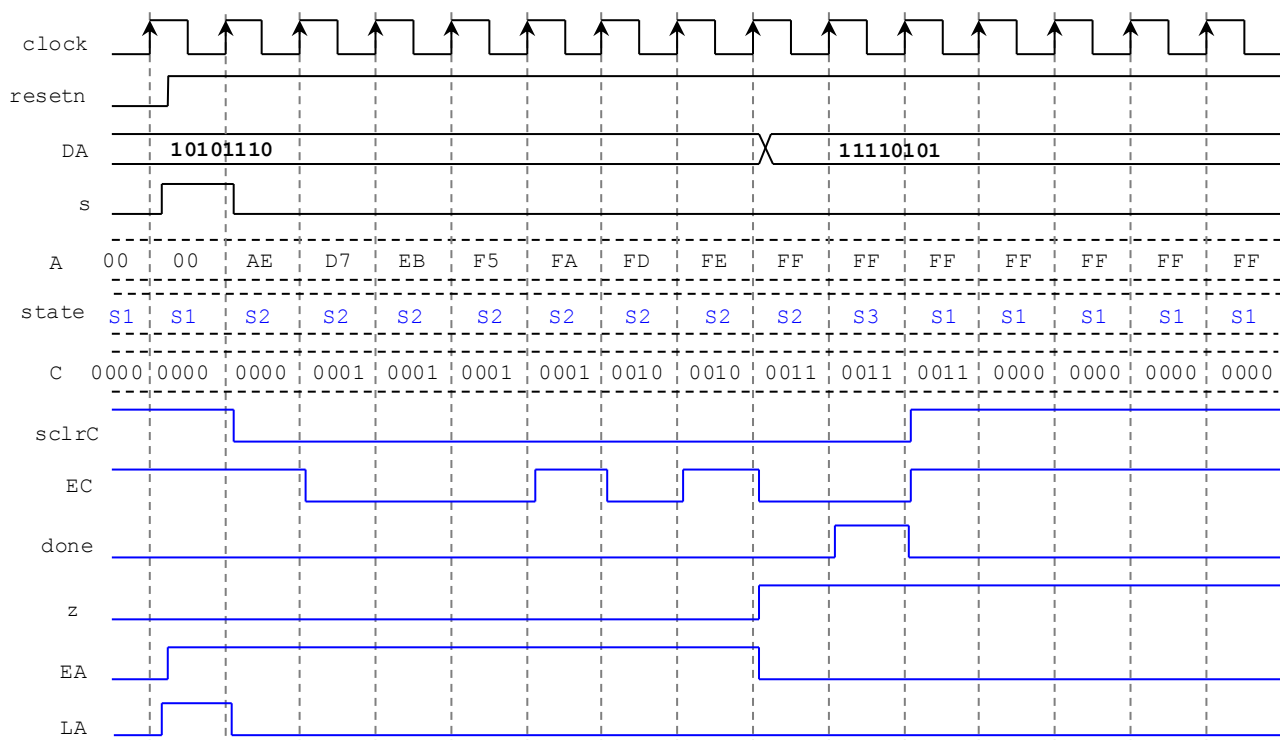 clock
resetn
DA 10101110 11110101
s
A 00 00 AE D7 EB F5 FA FD FE FF FF FF FF FF FF FF
state S1 S1 S2 S2 S2 S2 S2 S2 S2 S2 S3 S1 S1 S1 S1 S1
C 0000 0000 0000 0001 0001 0001 0001 0010 0010 0011 0011 0011 0000 0000 0000 0000
sclrC
EC
done
z
EA
LA